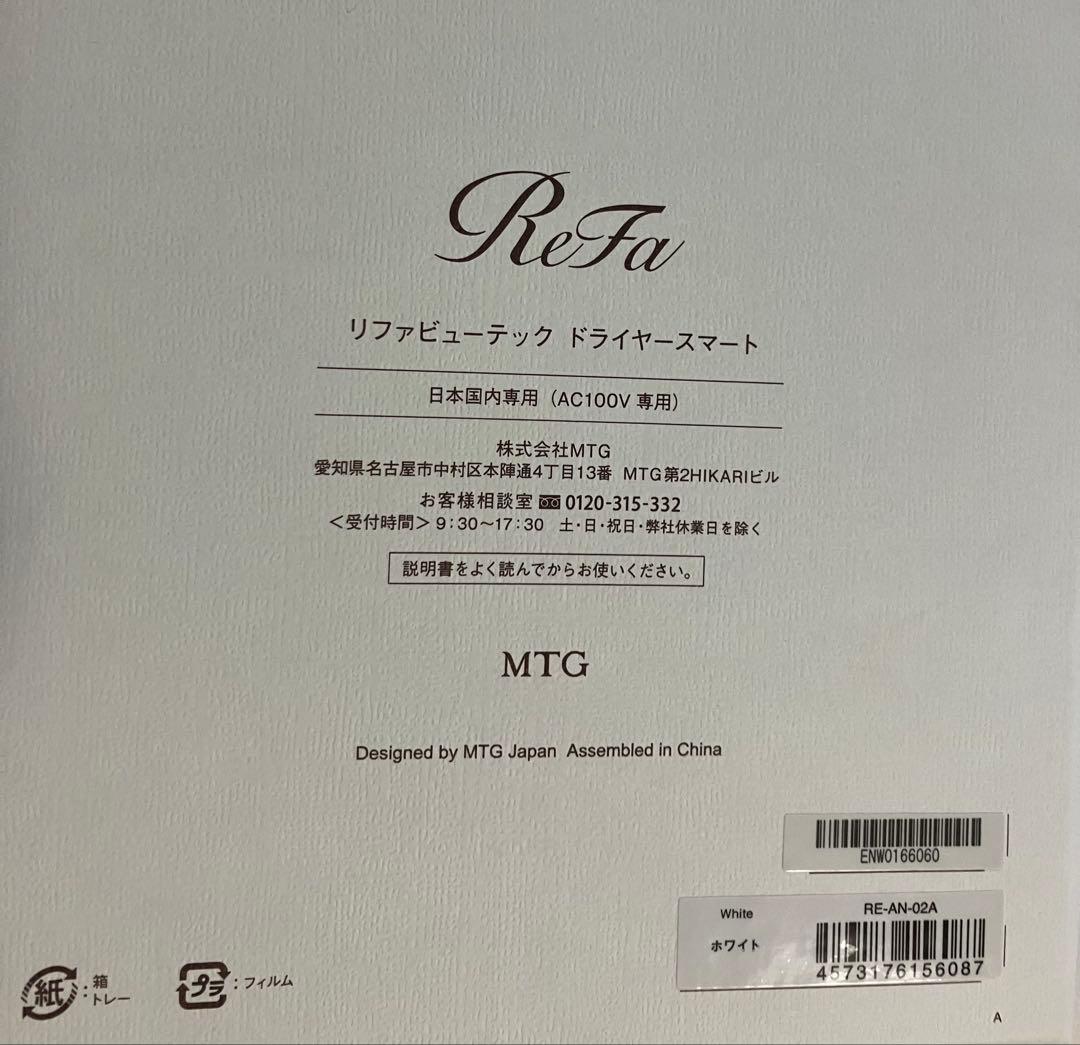 ReFa
リファビューテック ドライヤースマート
日本国内専用（AC100V 専用）
株式会社MTG
愛知県名古屋市中村区本陣通4丁目13番 MTG第2HIKARIビル
お客様相談室 0120-315-332
＜受付時間＞9:30～17:30 土・日・祝日・弊社休業日を除く
説明書をよく読んでからお使いください。
MTG
Designed by MTG Japan Assembled in China
ENW0166060
White RE-AN-02A
ホワイト
4573176156087
紙：箱
トレー
プラ：フィルム
A